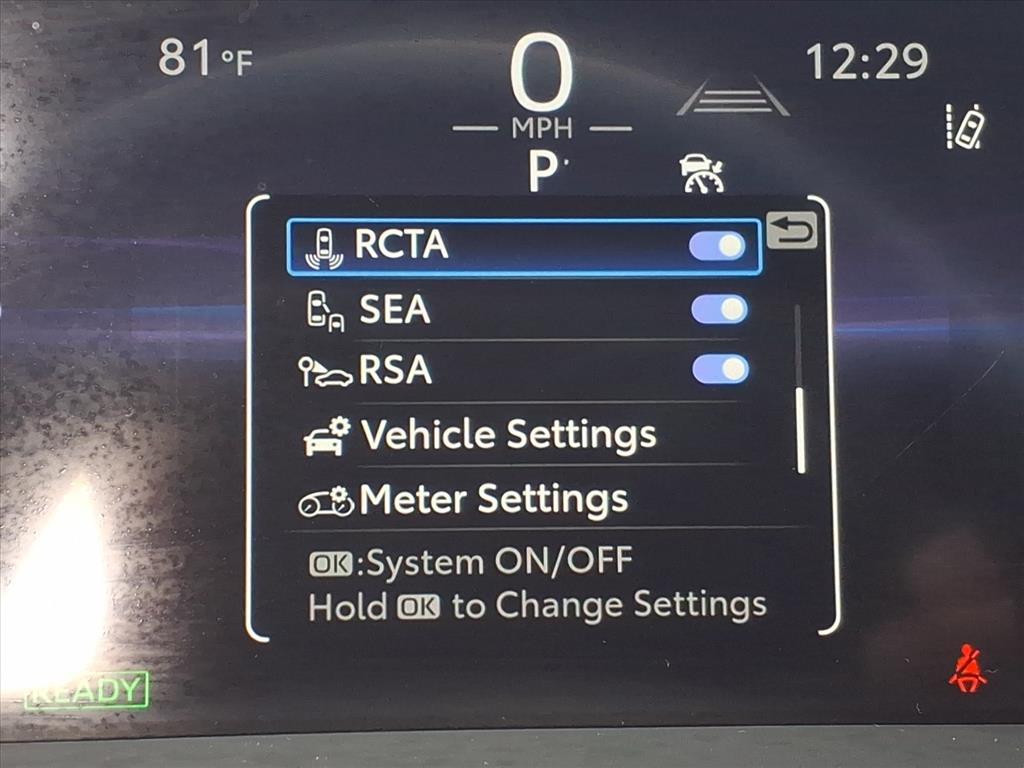 81°F
0
12:29
MPH
P
RCTA
SEA
RSA
Vehicle Settings
Meter Settings
OK:System ON/OFF
Hold OK to Change Settings
READY